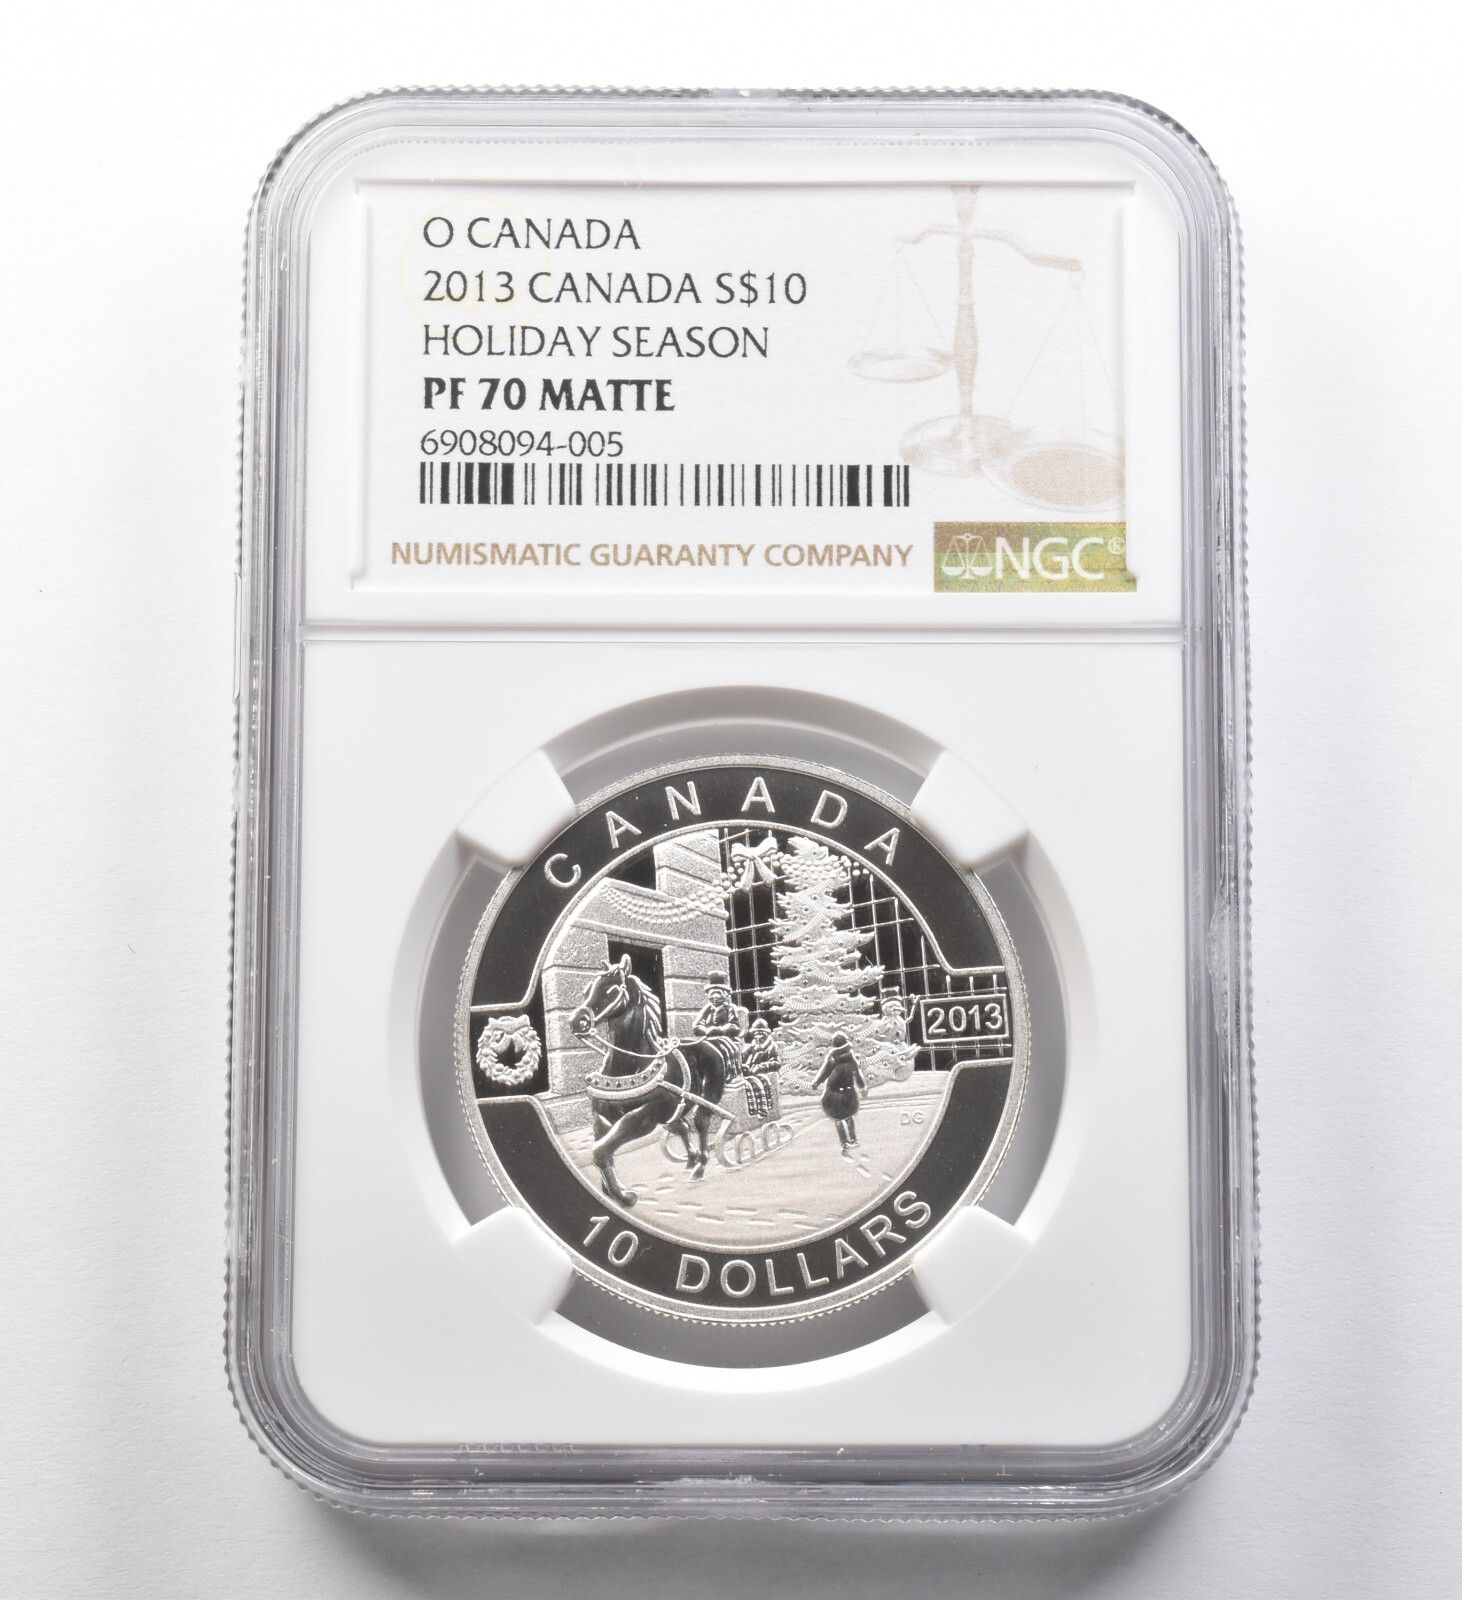 O CANADA
2013 CANADA S$10
HOLIDAY SEASON
PF 70 MATTE
6908094-005
NUMISMATIC GUARANTY COMPANY
NGC®
CANADA
2013
DG
10 DOLLARS